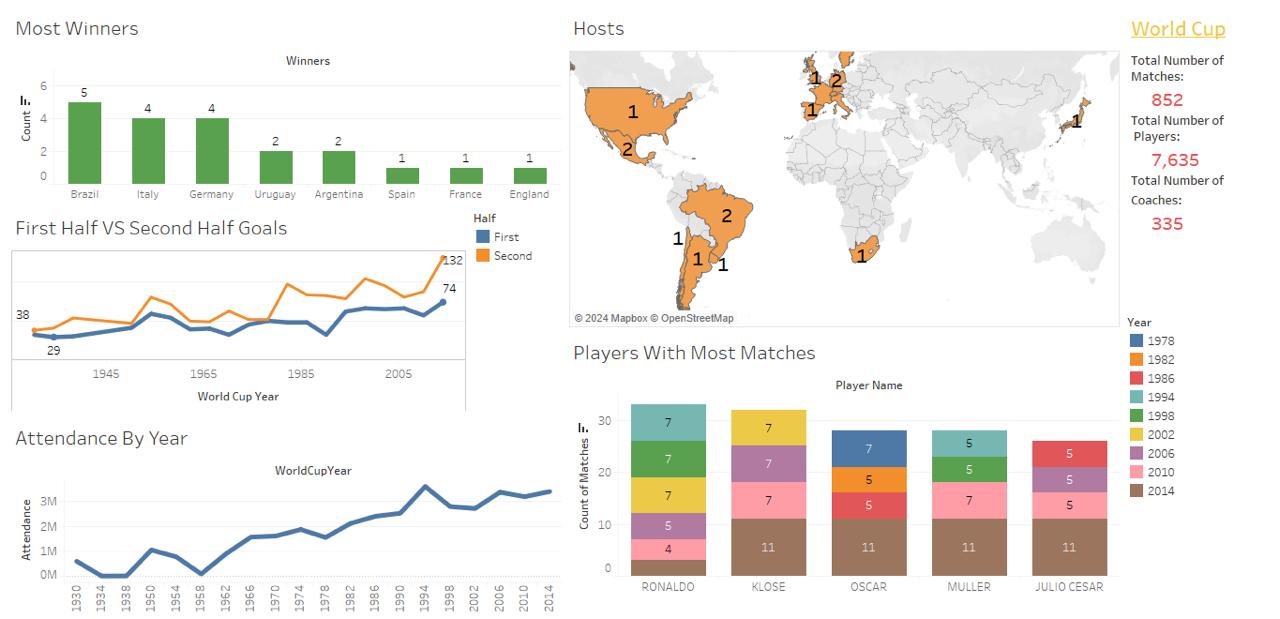 Most Winners
Winners
Count
6
4
2
0
5
4
4
2
2
1
1
1
Brazil
Italy
Germany
Uruguay
Argentina
Spain
France
England
First Half VS Second Half Goals
Half
First
Second
38
29
132
74
1945
1965
1985
2005
World Cup Year
Attendance By Year
WorldCupYear
Attendance
3M
2M
1M
0M
1930
1934
1938
1950
1954
1958
1962
1966
1970
1974
1978
1982
1986
1990
1994
1998
2002
2006
2010
2014
Hosts
1
2
1
1
2
1
2
1
1
1
1
© 2024 Mapbox © OpenStreetMap
Players With Most Matches
Player Name
Count of Matches
30
20
10
0
7
7
7
5
4
7
7
7
11
7
5
5
11
5
5
7
11
5
5
5
11
RONALDO
KLOSE
OSCAR
MULLER
JULIO CESAR
World Cup
Total Number of
Matches:
852
Total Number of
Players:
7,635
Total Number of
Coaches:
335
Year
1978
1982
1986
1994
1998
2002
2006
2010
2014